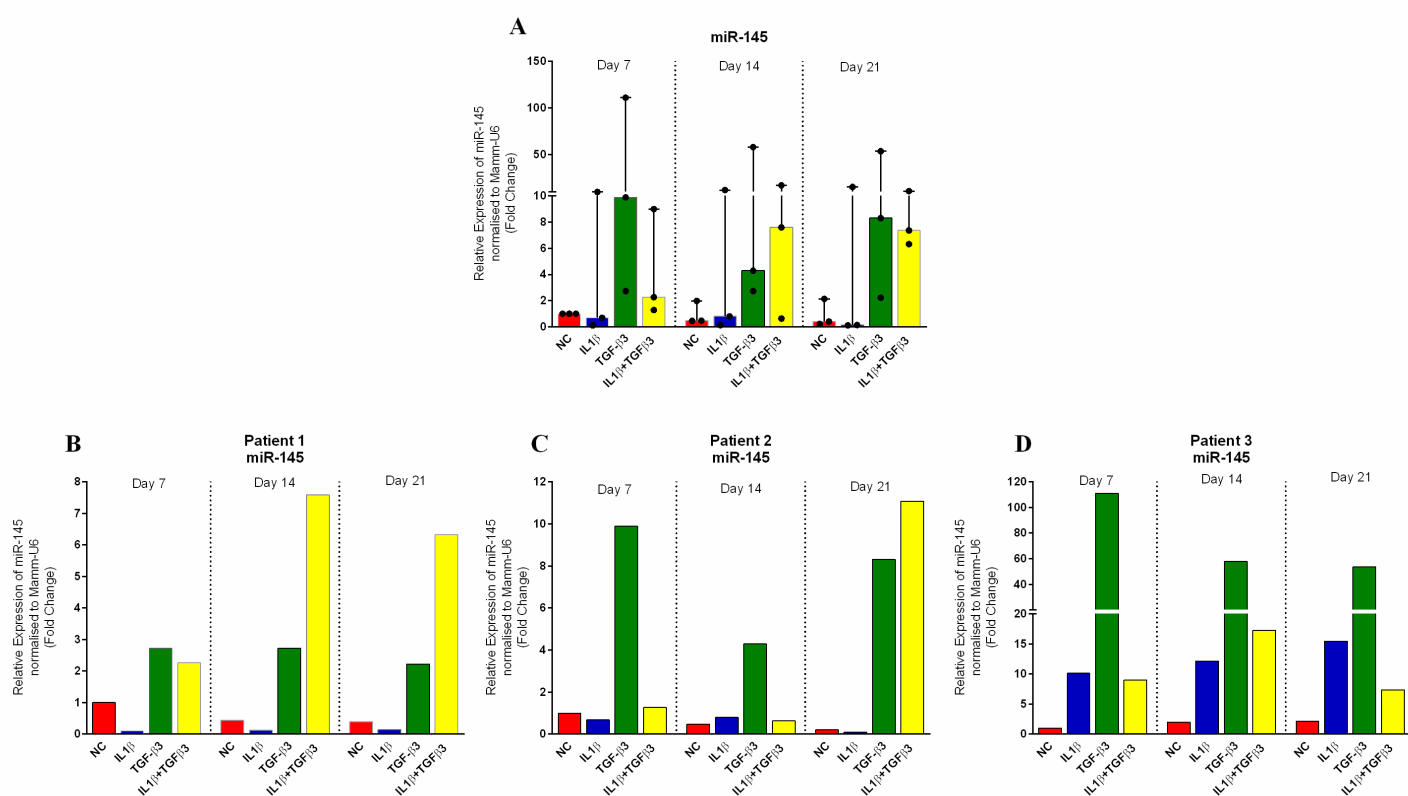 A
miR-145
Relative Expression of miR-145
normalised to Mamm-U6
(Fold Change)
150
100
50
10
8
6
4
2
0
Day 7
Day 14
Day 21
NC
IL1β
TGF-β3
IL1β+TGFβ3
NC
IL1β
TGF-β3
IL1β+TGFβ3
NC
IL1β
TGF-β3
IL1β+TGFβ3
B
Patient 1
miR-145
Relative Expression of miR-145
normalised to Mamm-U6
(Fold Change)
8
7
6
5
4
3
2
1
0
Day 7
Day 14
Day 21
NC
IL1β
TGF-β3
IL1β+TGFβ3
NC
IL1β
TGF-β3
IL1β+TGFβ3
NC
IL1β
TGF-β3
IL1β+TGFβ3
C
Patient 2
miR-145
Relative Expression of miR-145
normalised to Mamm-U6
(Fold Change)
12
10
8
6
4
2
0
Day 7
Day 14
Day 21
NC
IL1β
TGF-β3
IL1β+TGFβ3
NC
IL1β
TGF-β3
IL1β+TGFβ3
NC
IL1β
TGF-β3
IL1β+TGFβ3
D
Patient 3
miR-145
Relative Expression of miR-145
normalised to Mamm-U6
(Fold Change)
120
100
80
60
40
20
15
10
5
0
Day 7
Day 14
Day 21
NC
IL1β
TGF-β3
IL1β+TGFβ3
NC
IL1β
TGF-β3
IL1β+TGFβ3
NC
IL1β
TGF-β3
IL1β+TGFβ3